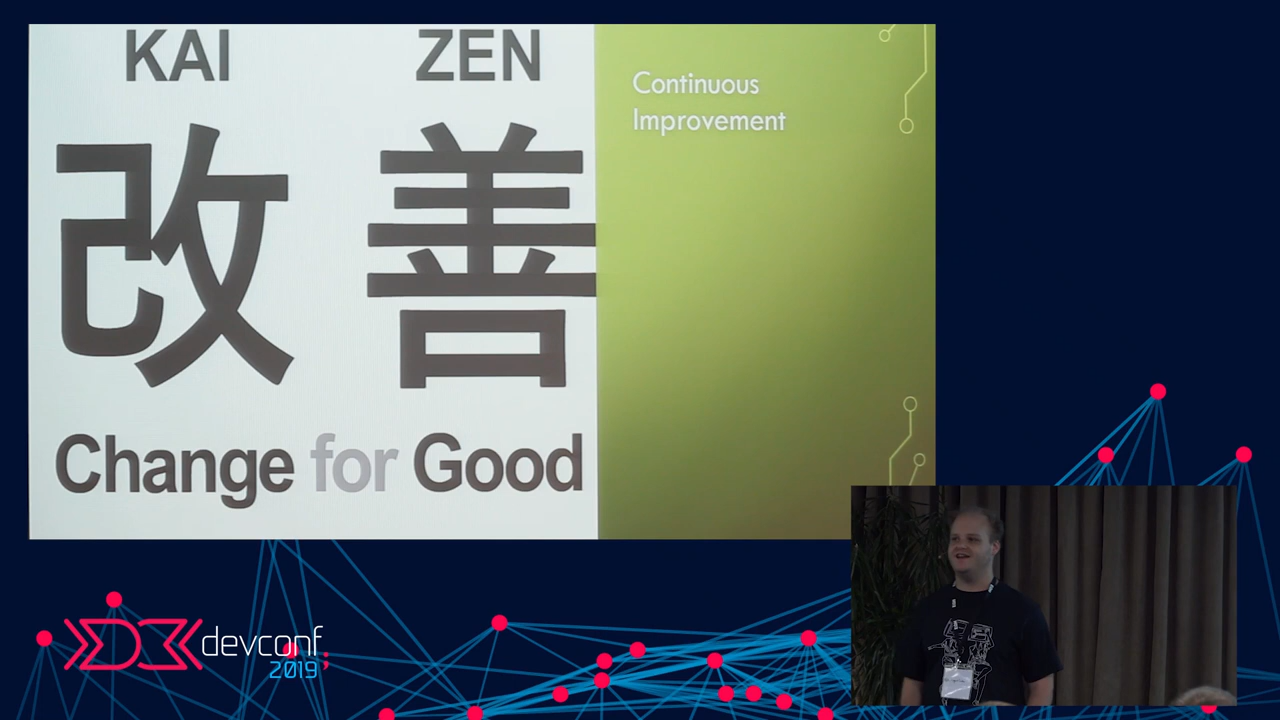 KAI ZEN
改善
Change for Good
Continuous
Improvement
devconf
2019;